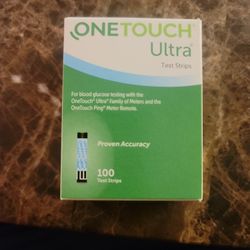 ONETOUCH
Ultra®
Test Strips
For blood glucose testing with the
OneTouch® Ultra® Family of Meters and the
OneTouch Ping® Meter Remote.
Proven Accuracy
100
Test Strips